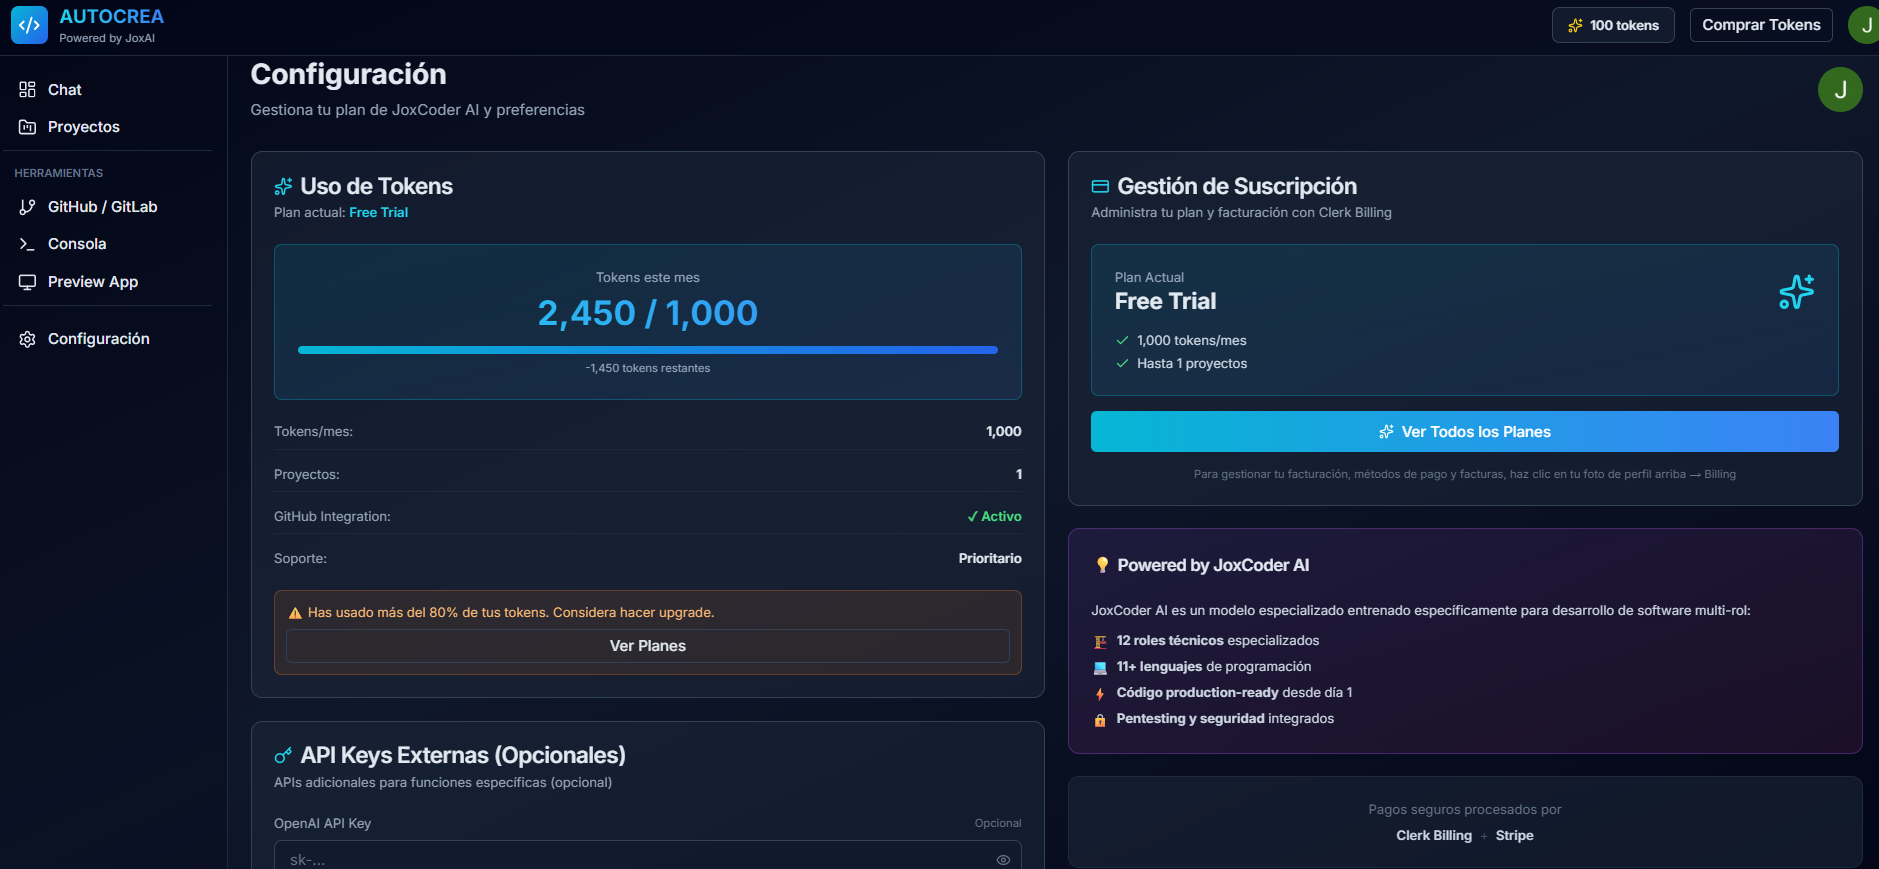 AUTOCREA
Powered by JoxAI
100 tokens
Comprar Tokens
J
Chat
Proyectos
HERRAMIENTAS
GitHub / GitLab
Consola
Preview App
Configuración
Configuración
Gestiona tu plan de JoxCoder AI y preferencias
J
Uso de Tokens
Plan actual: Free Trial
Tokens este mes
2,450 / 1,000
-1,450 tokens restantes
Tokens/mes: 1,000
Proyectos: 1
GitHub Integration: ✓ Activo
Soporte: Prioritario
Has usado más del 80% de tus tokens. Considera hacer upgrade.
Ver Planes
API Keys Externas (Opcionales)
APIs adicionales para funciones específicas (opcional)
OpenAI API Key Opcional
sk-...
Gestión de Suscripción
Administra tu plan y facturación con Clerk Billing
Plan Actual
Free Trial
1,000 tokens/mes
Hasta 1 proyectos
Ver Todos los Planes
Para gestionar tu facturación, métodos de pago y facturas, haz clic en tu foto de perfil arriba → Billing
Powered by JoxCoder AI
JoxCoder AI es un modelo especializado entrenado específicamente para desarrollo de software multi-rol:
12 roles técnicos especializados
11+ lenguajes de programación
Código production-ready desde día 1
Pentesting y seguridad integrados
Pagos seguros procesados por
Clerk Billing + Stripe